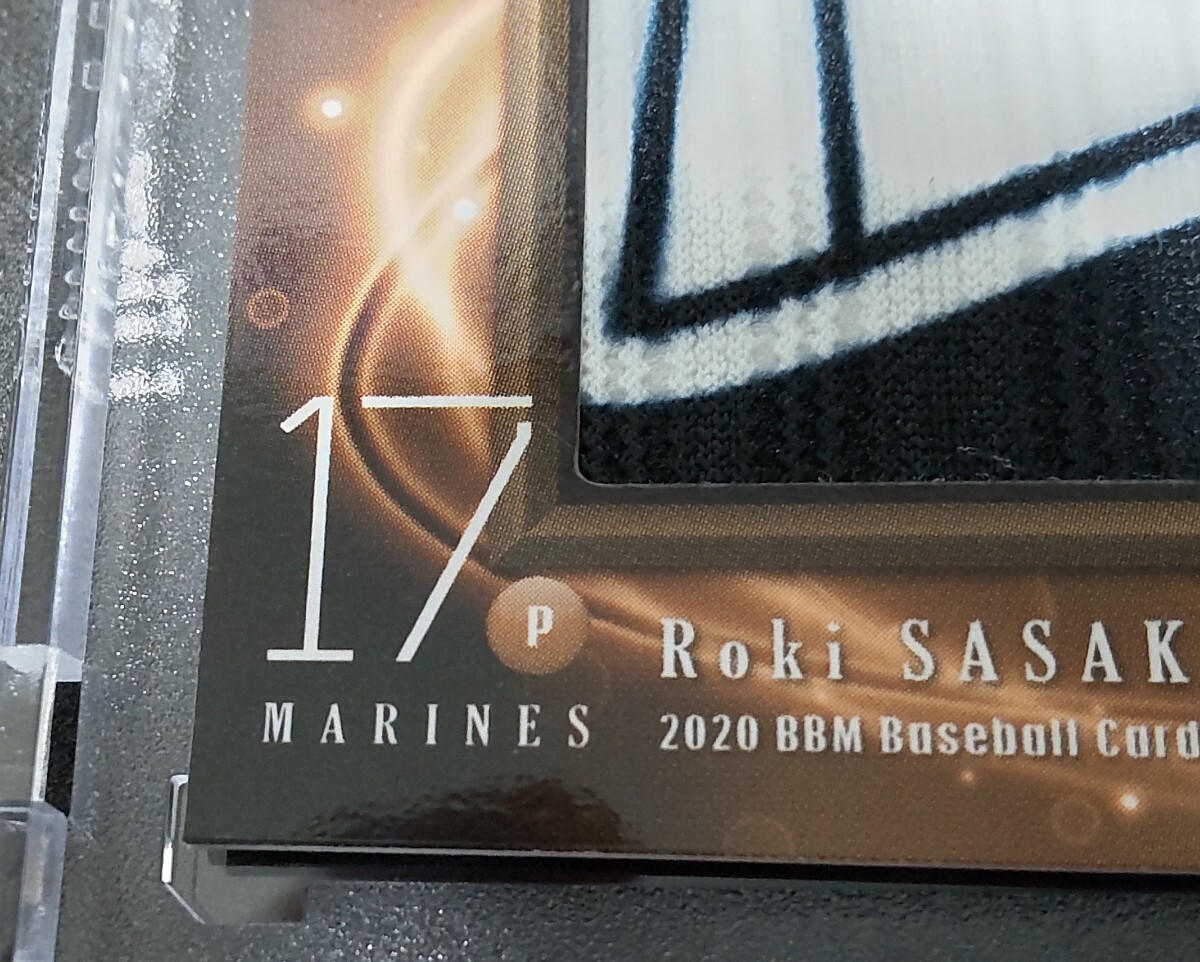 17
P
MARINES
Roki SASAK
2020 BBM Baseball Card